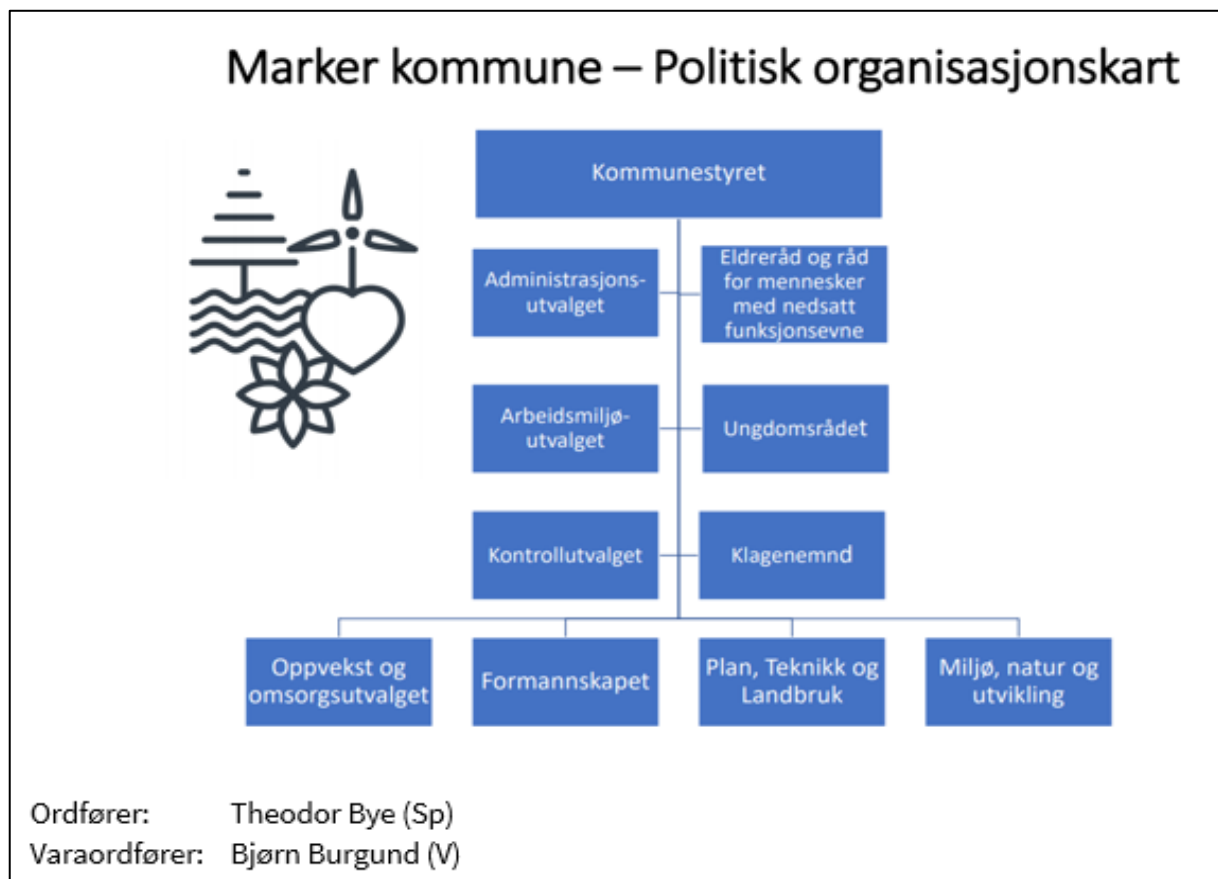 Marker kommune – Politisk organisasjonskart
Kommunestyret
Administrasjons-
utvalget
Eldreråd og råd
for mennesker
med nedsatt
funksjonsevne
Arbeidsmiljø-
utvalget
Ungdomsrådet
Kontrollutvalget
Klagenemnd
Oppvekst og
omsorgsutvalget
Formannskapet
Plan, Teknikk og
Landbruk
Miljø, natur og
utvikling
Ordfører: Theodor Bye (Sp)
Varaordfører: Bjørn Burgund (V)